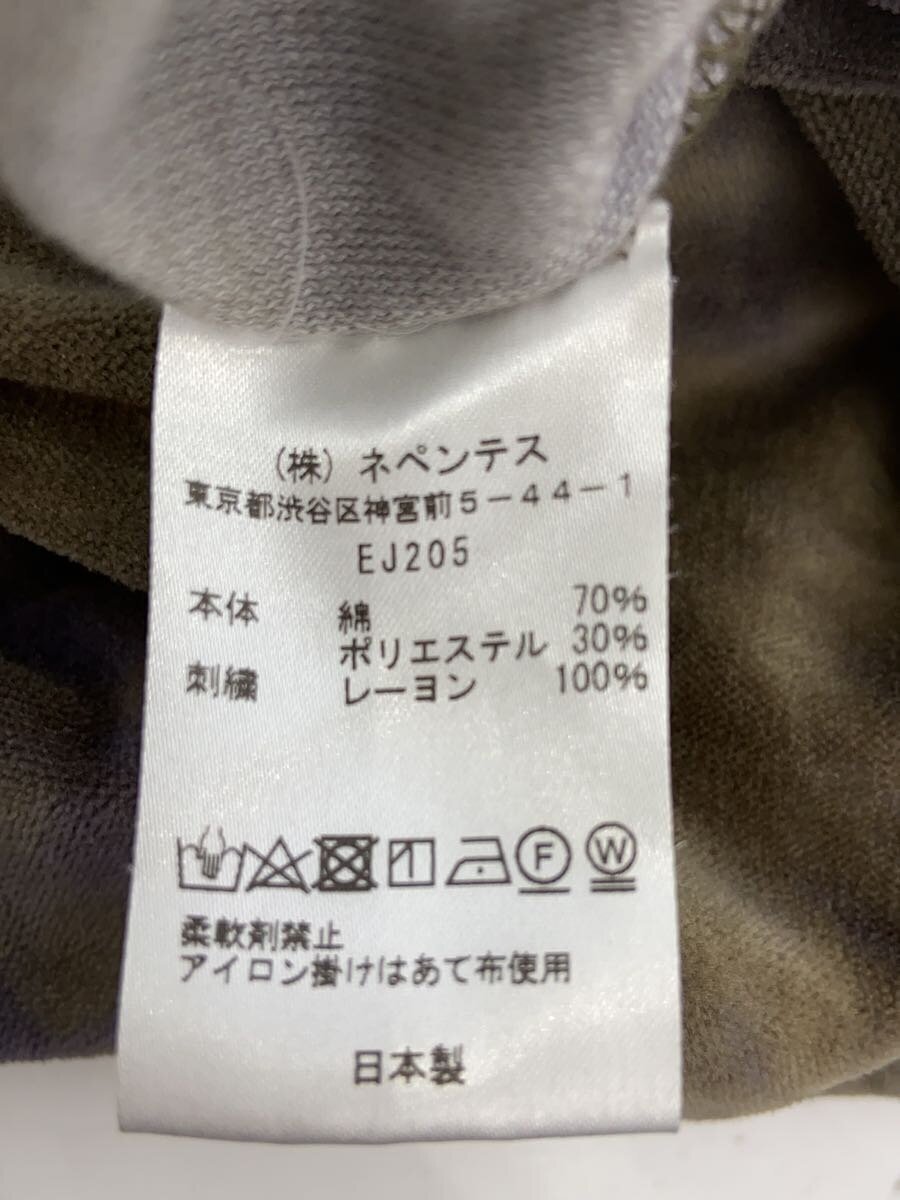 (株) ネペンテス
東京都渋谷区神宮前5-44-1
EJ205
本体 綿 70%
ポリエステル 30%
刺繍 レーヨン 100%
F W
柔軟剤禁止
アイロン掛けはあて布使用
日本製